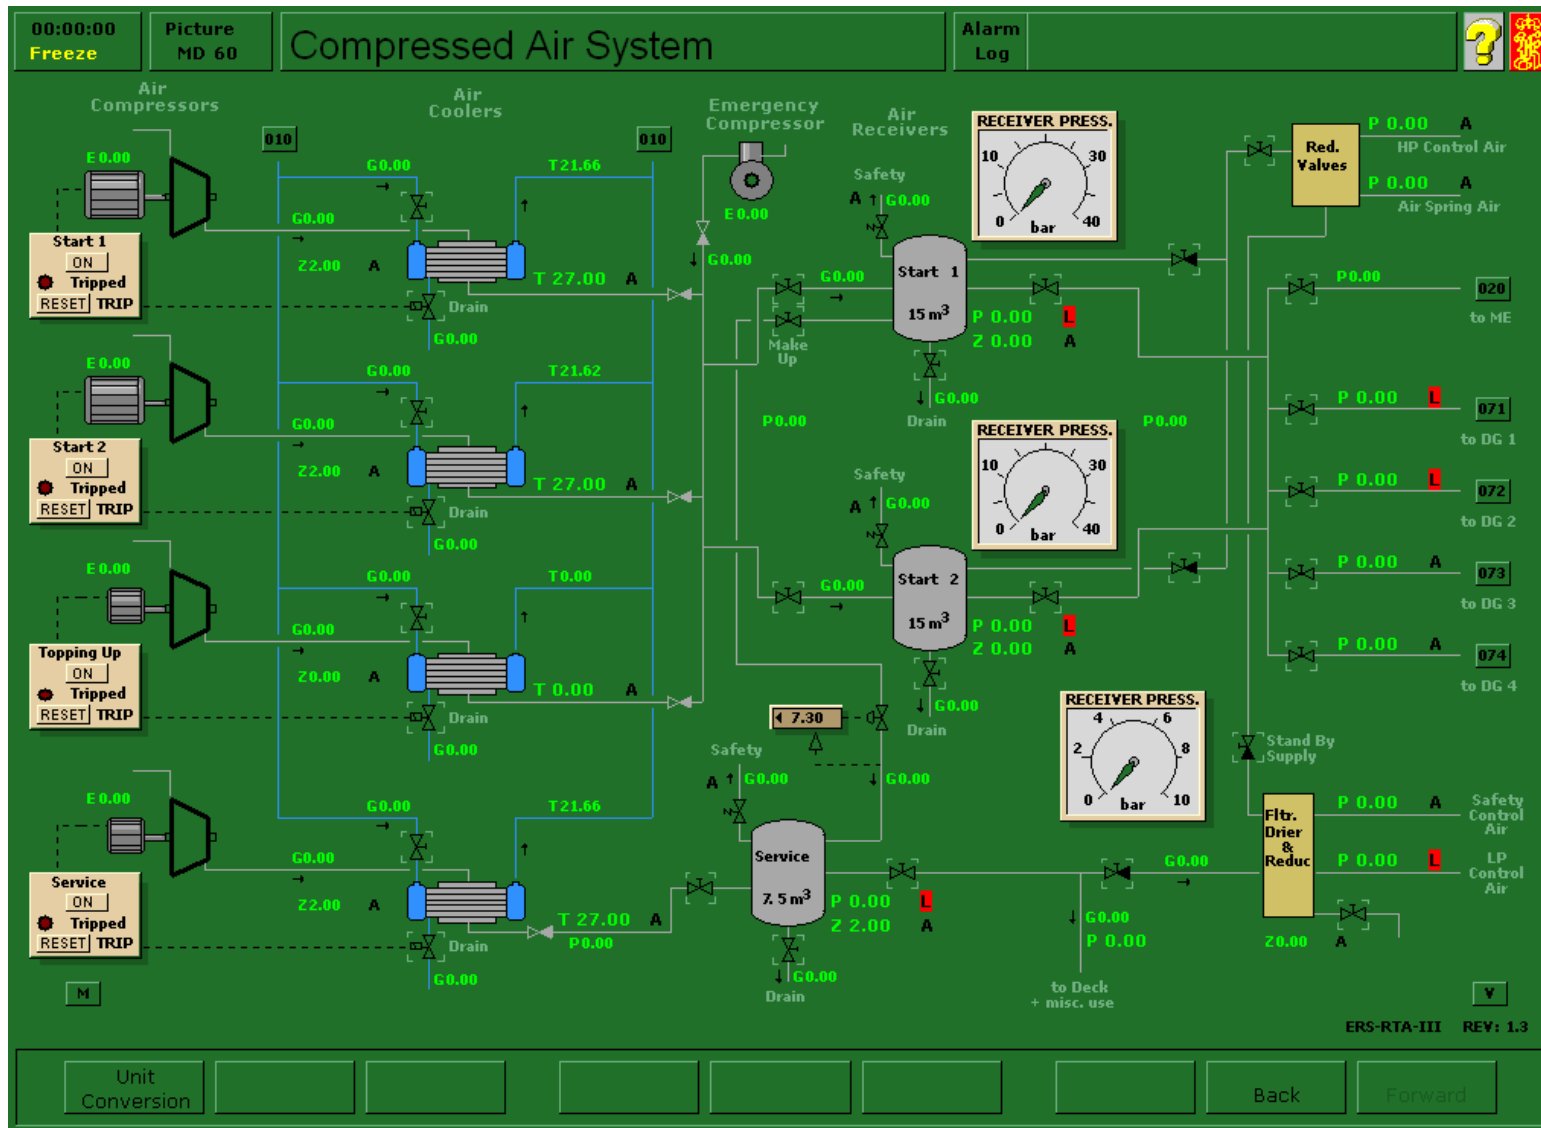 00:00:00
Freeze
Picture
MD 60
Compressed Air System
Alarm
Log
?
Air
Compressors
Air
Coolers
Emergency
Compressor
Air
Receivers
010
010
E 0.00
G0.00
T21.66
G0.00
Start 1
ON
Tripped
RESET TRIP
Z2.00 A
T 27.00 A
Drain
G0.00
E 0.00
G0.00
T21.62
G0.00
Start 2
ON
Tripped
RESET TRIP
Z2.00 A
T 27.00 A
Drain
G0.00
E 0.00
G0.00
T0.00
G0.00
Topping Up
ON
Tripped
RESET TRIP
Z0.00 A
T 0.00 A
Drain
G0.00
E 0.00
G0.00
T21.66
G0.00
Service
ON
Tripped
RESET TRIP
Z2.00 A
T 27.00 A
P0.00
Drain
G0.00
M
E 0.00
G0.00
Safety
A G0.00
RECEIVER PRESS.
10 30
0 bar 40
G0.00
Start 1
15 m3
P 0.00 L
Z 0.00 A
Make
Up
G0.00
Drain
P0.00
P0.00
RECEIVER PRESS.
10 30
0 bar 40
Safety
A G0.00
G0.00
Start 2
15 m3
P 0.00 L
Z 0.00 A
G0.00
Drain
7.30
RECEIVER PRESS.
4 6
2 8
0 bar 10
Safety
A G0.00
G0.00
Service
7.5 m3
P 0.00 L
Z 2.00 A
G0.00
Drain
G0.00
G0.00
P 0.00
to Deck
+ misc. use
Red.
Valves
P 0.00 A
HP Control Air
P 0.00 A
Air Spring Air
P0.00
020
to ME
P 0.00 L
071
to DG 1
P 0.00 L
072
to DG 2
P 0.00 A
073
to DG 3
P 0.00 A
074
to DG 4
Stand By
Supply
Fltr.
Drier
&
Reduc
P 0.00 A
Safety
Control
Air
P 0.00 L
LP
Control
Air
Z0.00 A
V
ERS-RTA-III REV: 1.3
Unit
Conversion
Back
Forward